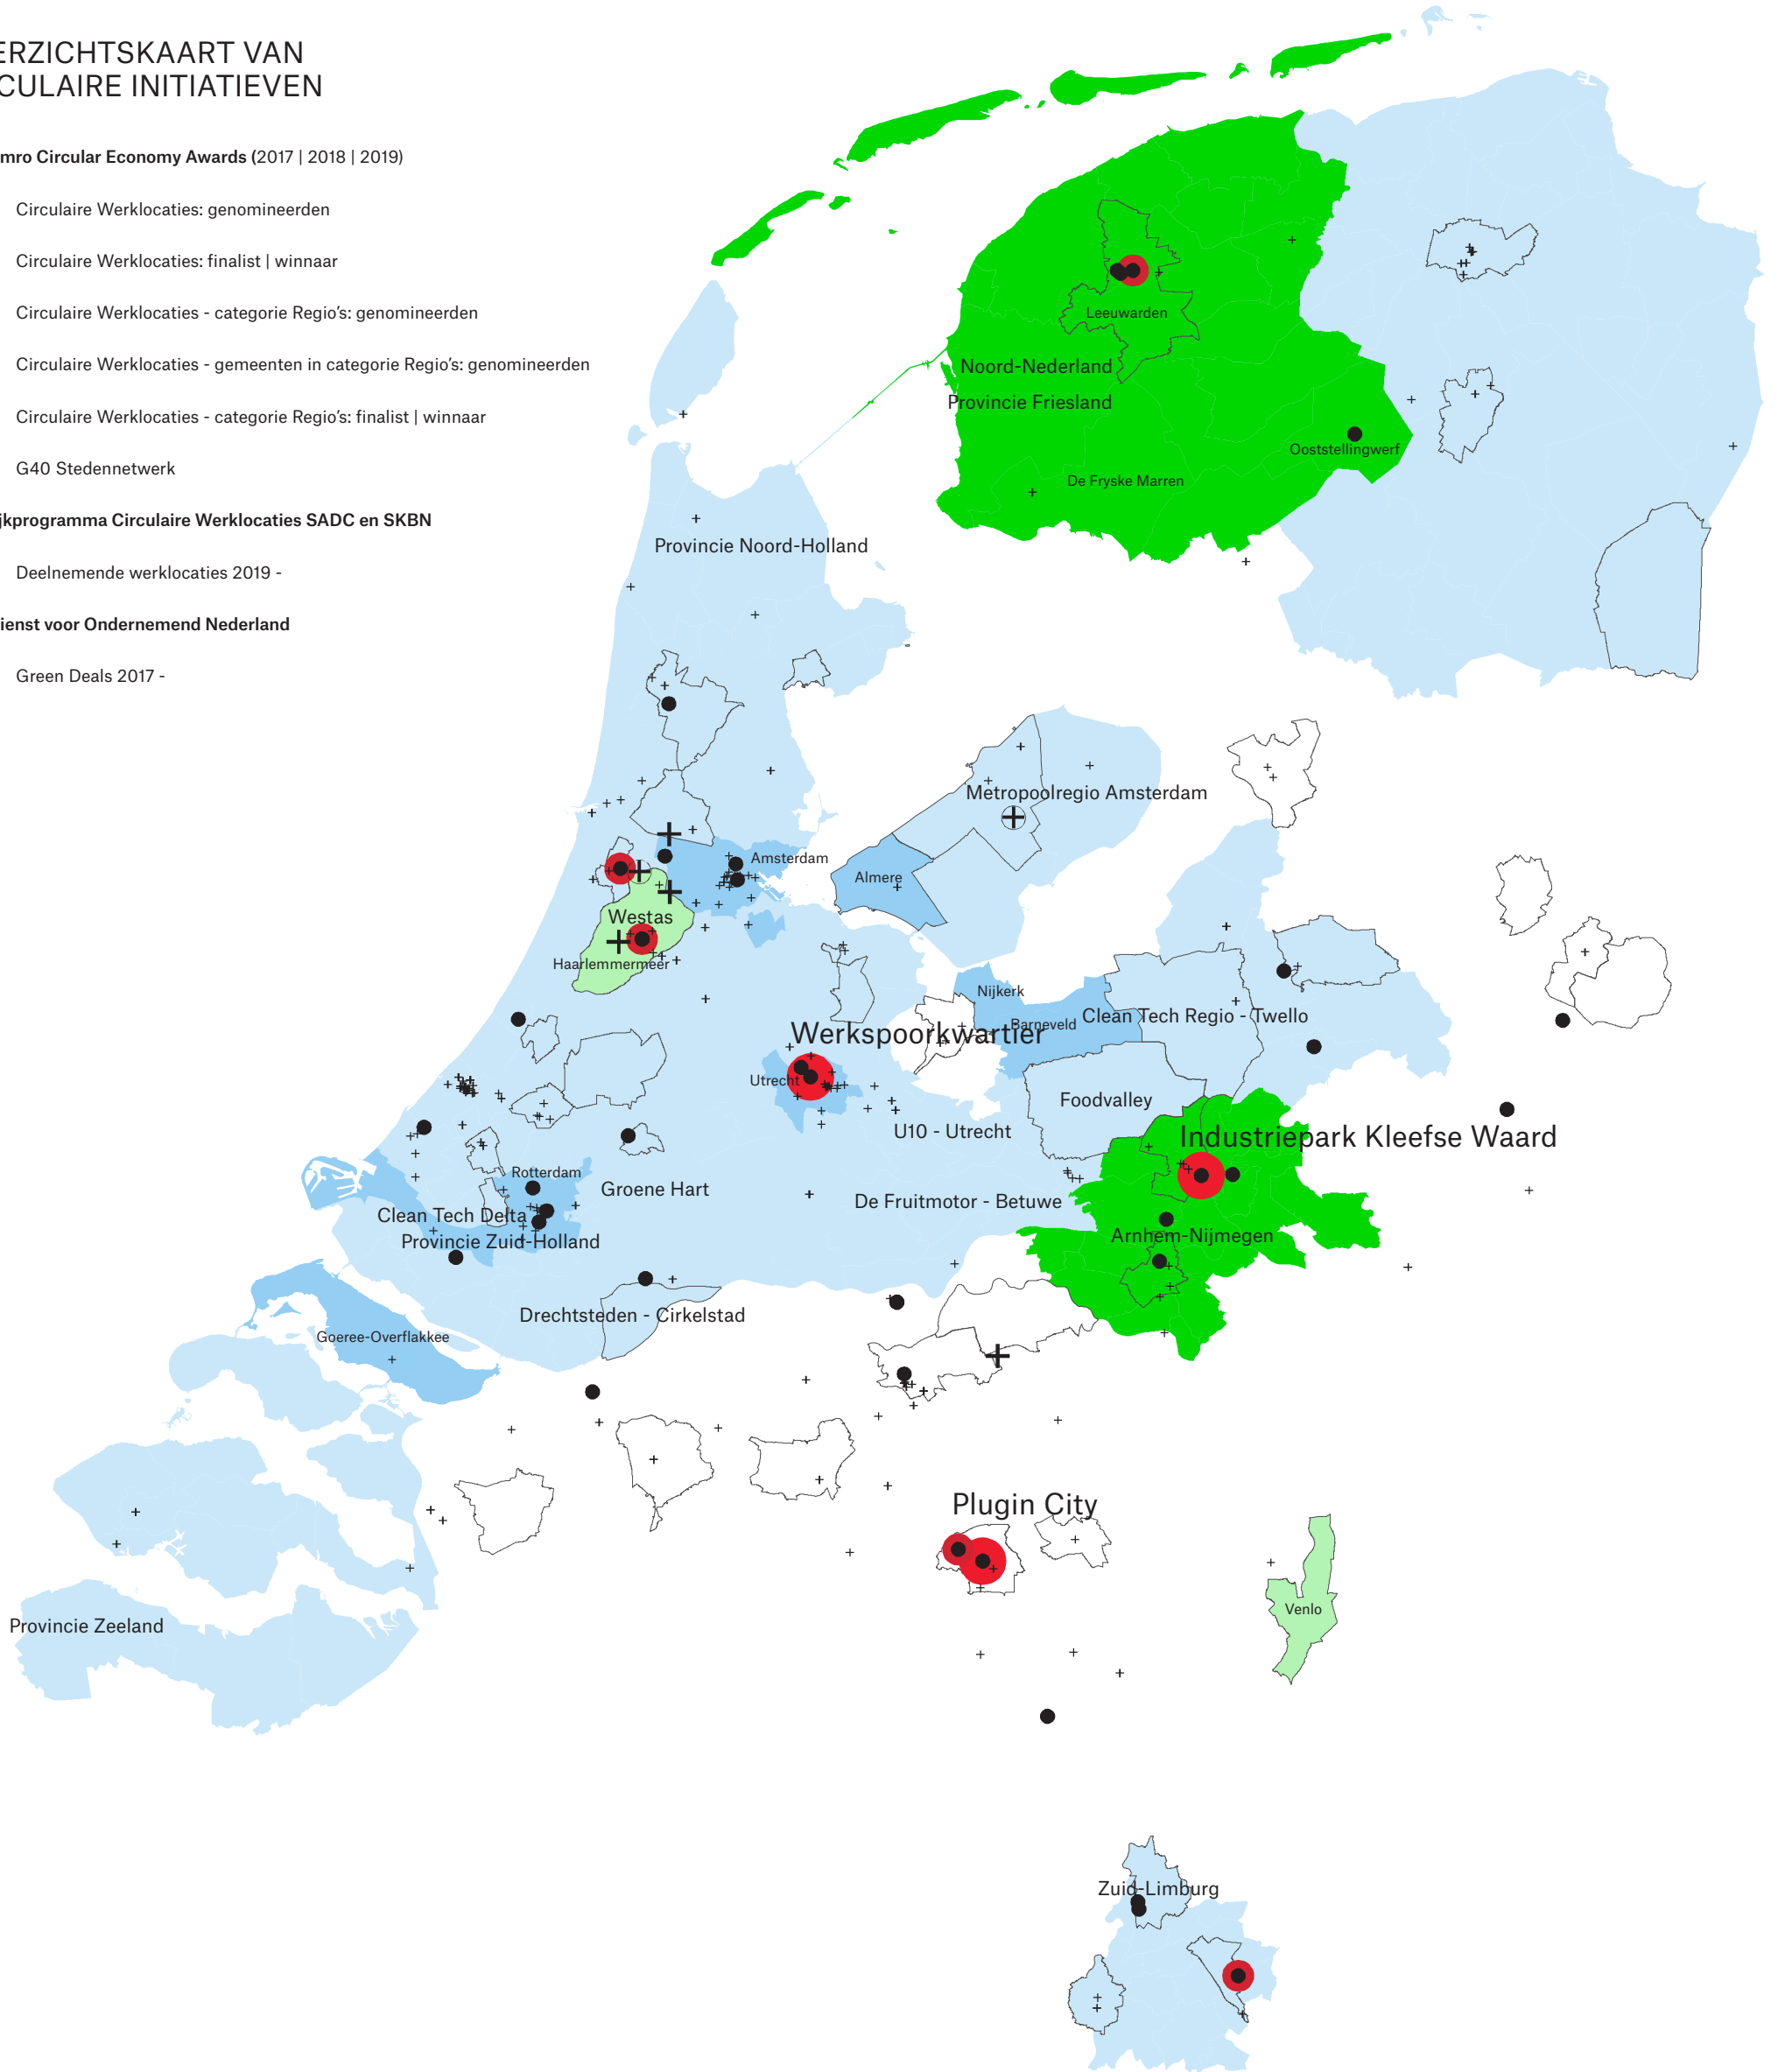 ERZICHTSKAART VAN
CULAIRE INITIATIEVEN
mro Circular Economy Awards (2017 | 2018 | 2019)
Circulaire Werklocaties: genomineerden
Circulaire Werklocaties: finalist | winnaar
Circulaire Werklocaties - categorie Regio's: genomineerden
Circulaire Werklocaties - gemeenten in categorie Regio's: genomineerden
Circulaire Werklocaties - categorie Regio's: finalist | winnaar
G40 Stedennetwerk
jkprogramma Circulaire Werklocaties SADC en SKBN
Deelnemende werklocaties 2019 -
ienst voor Ondernemend Nederland
Green Deals 2017 -
Leeuwarden
Noord-Nederland
Provincie Friesland
Ooststellingwerf
De Fryske Marren
Provincie Noord-Holland
Metropoolregio Amsterdam
Amsterdam
Almere
Westas
Haarlemmermeer
Nijkerk
Barneveld
Clean Tech Regio - Twello
Werkspoorkwartier
Utrecht
Foodvalley
U10 - Utrecht
Industriepark Kleefse Waard
Rotterdam
Groene Hart
De Fruitmotor - Betuwe
Clean Tech Delta
Provincie Zuid-Holland
Arnhem-Nijmegen
Drechtsteden - Cirkelstad
Goeree-Overflakkee
Plugin City
Venlo
Provincie Zeeland
Zuid-Limburg